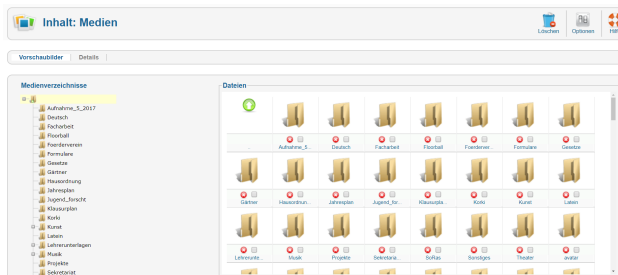 Inhalt: Medien
Löschen
Optionen
Hilf
Vorschaubilder
Details
Medienverzeichnisse
Aufnahme_5_2017
Deutsch
Facharbeit
Floorball
Foerderverein
Formulare
Gesetze
Gärtner
Hausordnung
Jahresplan
Jugend_forscht
Klausurplan
Korki
Kunst
Latein
Lehrerunterlagen
Musik
Projekte
Sekretariat
Dateien
Aufnahme_5... Deutsch Facharbeit Floorball Foerderver... Formulare Gesetze
Gärtner Hausordnun... Jahresplan Jugend_for... Klausurpla... Korki Kunst Latein
Lehrerunte... Musik Projekte Sekretaria... SoRas Sonstiges Theater avatar